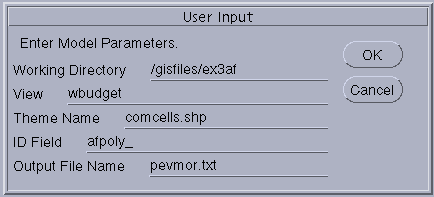 User Input
Enter Model Parameters.
OK
Working Directory /gisfiles/ex3af
View wbudget
Cancel
Theme Name comcells.shp
ID Field afpoly_
Output File Name pevmor.txt